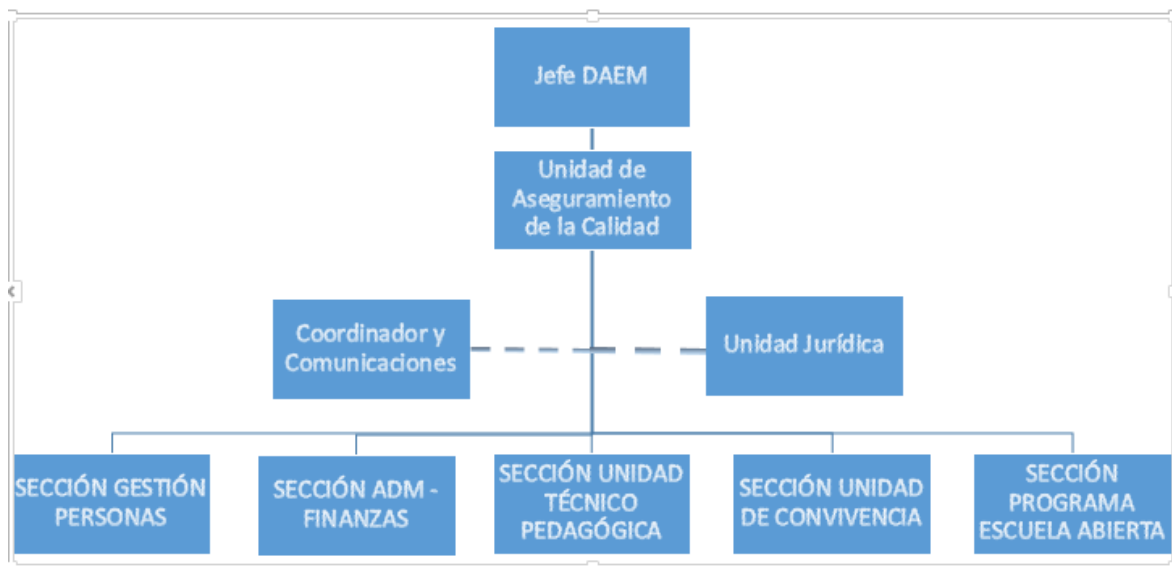 Jefe DAEM
Unidad de
Aseguramiento
de la Calidad
Coordinador y
Comunicaciones
Unidad Jurídica
SECCIÓN GESTIÓN
PERSONAS
SECCIÓN ADM -
FINANZAS
SECCIÓN UNIDAD
TÉCNICO
PEDAGÓGICA
SECCIÓN UNIDAD
DE CONVIVENCIA
SECCIÓN
PROGRAMA
ESCUELA ABIERTA